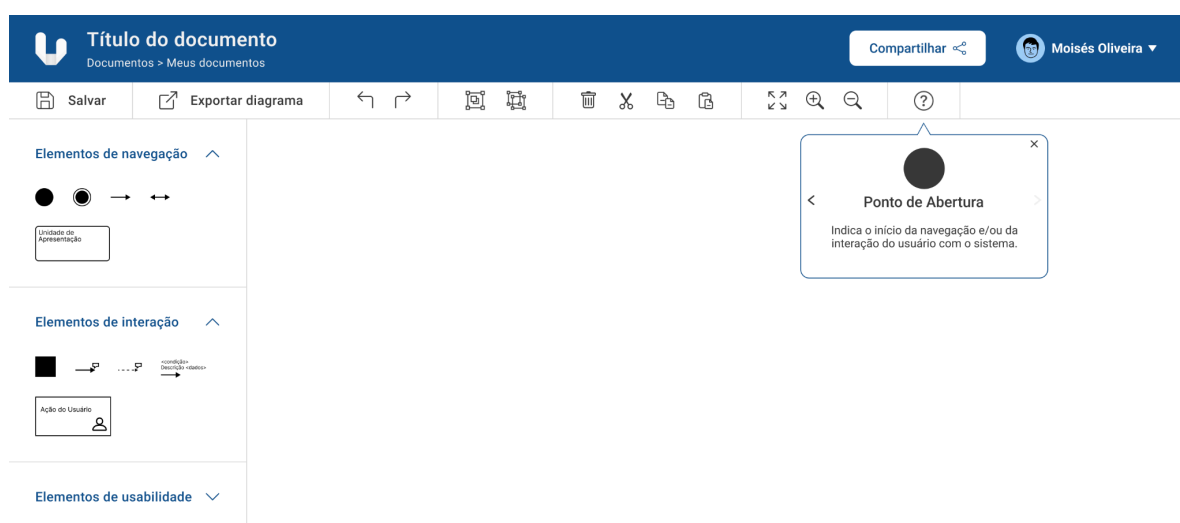 Título do documento
Documentos > Meus documentos
Compartilhar
Moisés Oliveira
Salvar
Exportar diagrama
Elementos de navegação
Unidade de
Apresentação
Elementos de interação
<condição>
Descrição <dados>
Ação do Usuário
Elementos de usabilidade
Ponto de Abertura
Indica o início da navegação e/ou da
interação do usuário com o sistema.